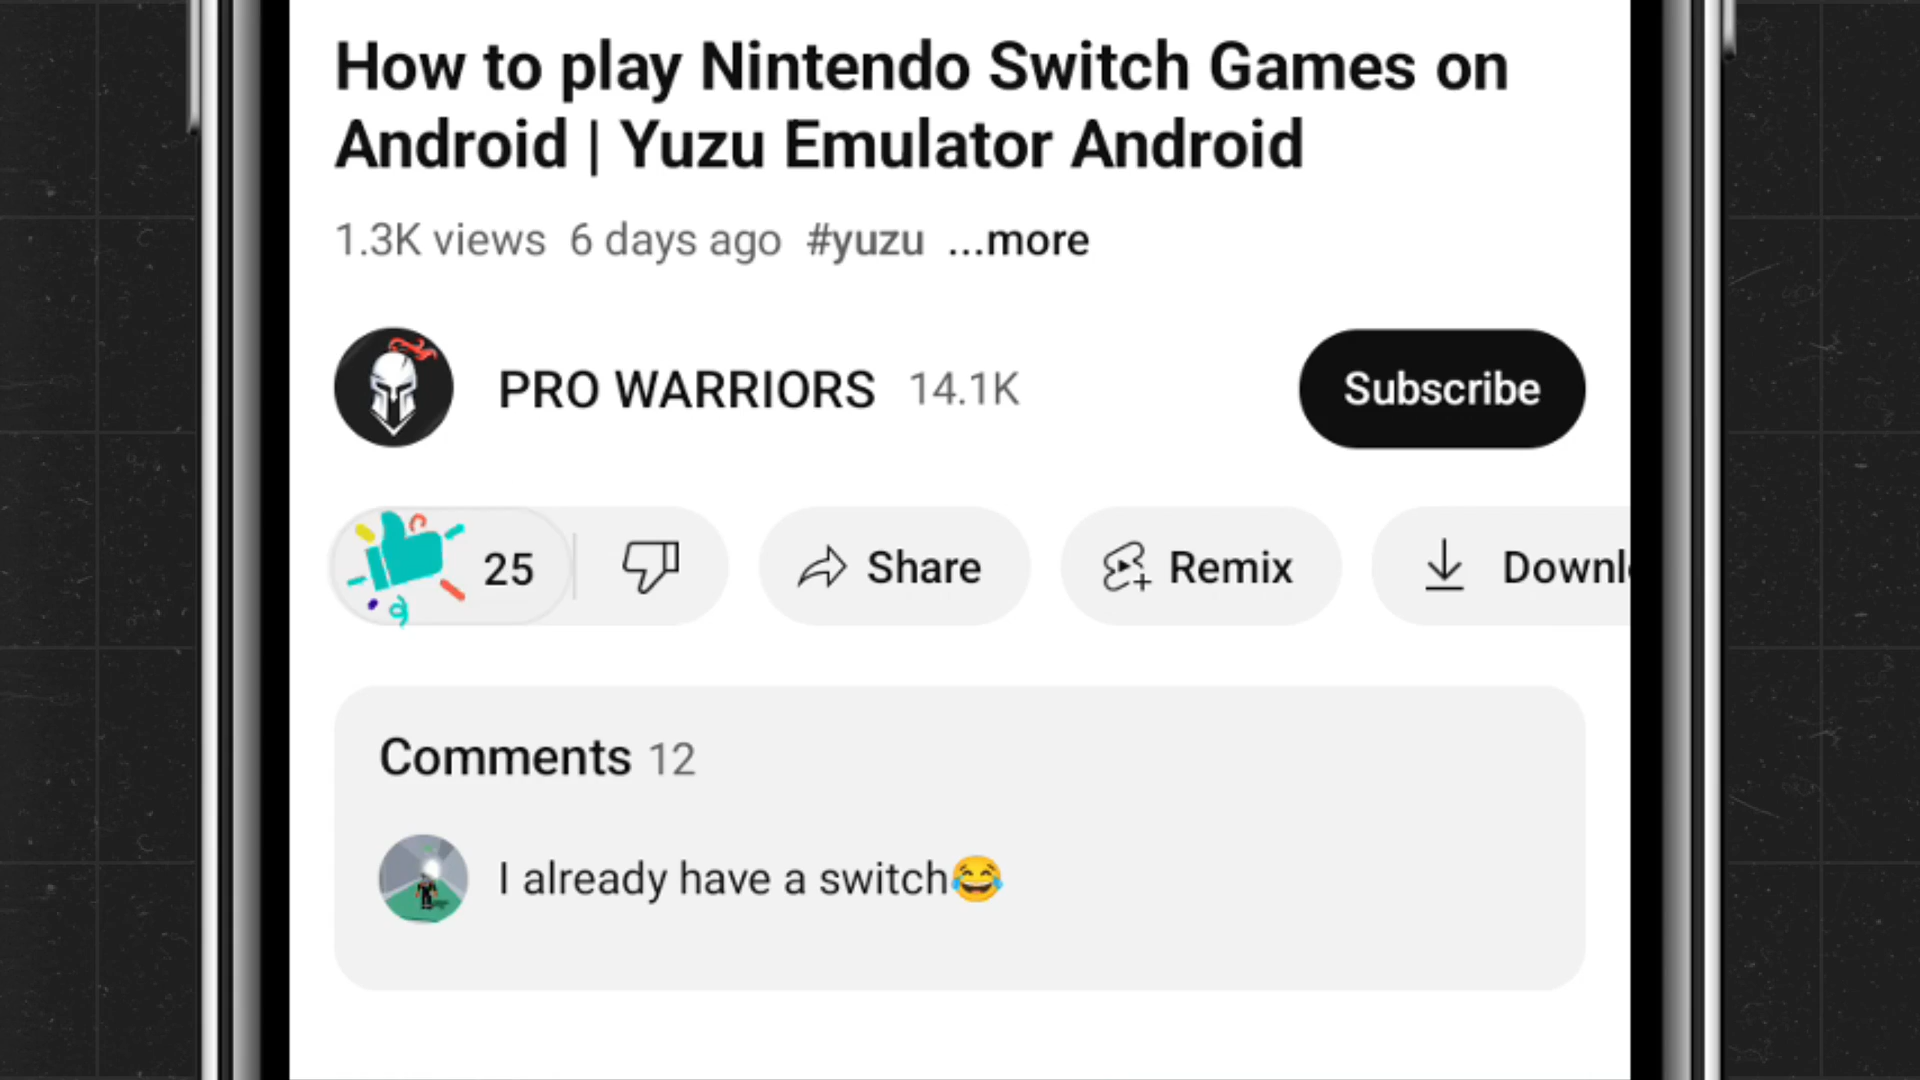 How to play Nintendo Switch Games on
Android | Yuzu Emulator Android
1.3K views 6 days ago #yuzu ...more
PRO WARRIORS 14.1K Subscribe
25 Share Remix Downl
Comments 12
I already have a switch😂